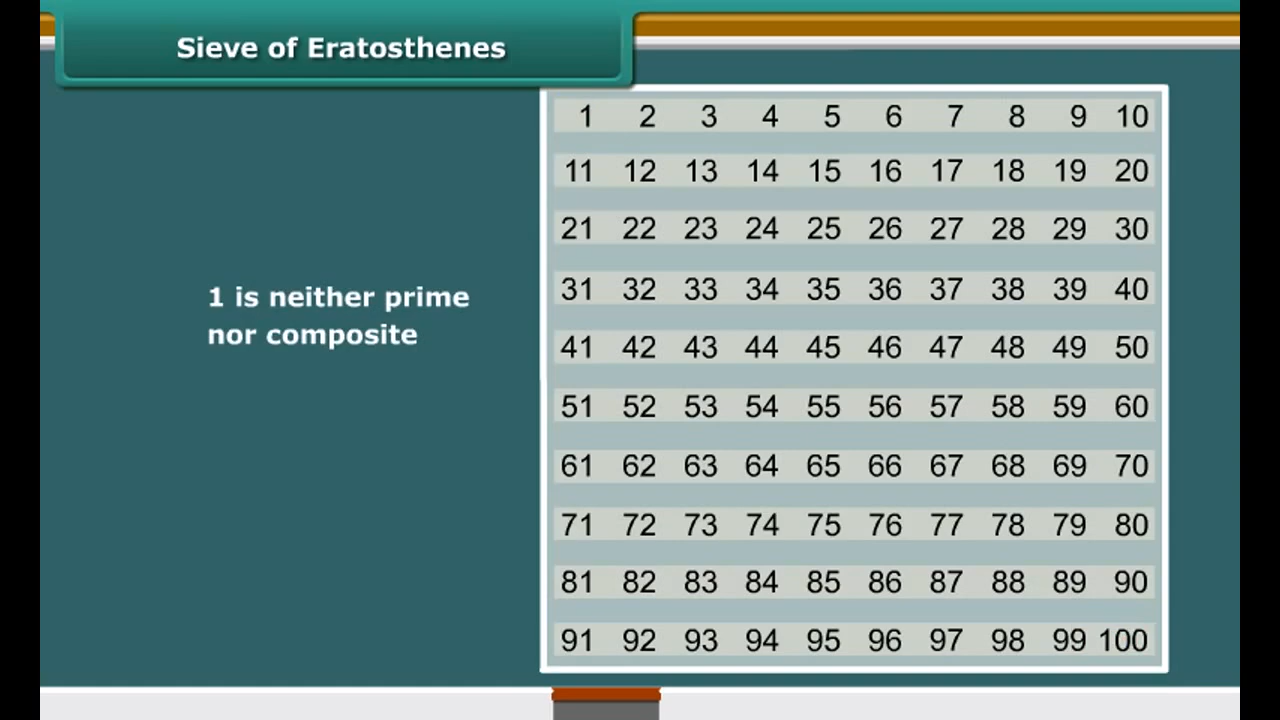 Sieve of Eratosthenes
1 is neither prime
nor composite
1 2 3 4 5 6 7 8 9 10
11 12 13 14 15 16 17 18 19 20
21 22 23 24 25 26 27 28 29 30
31 32 33 34 35 36 37 38 39 40
41 42 43 44 45 46 47 48 49 50
51 52 53 54 55 56 57 58 59 60
61 62 63 64 65 66 67 68 69 70
71 72 73 74 75 76 77 78 79 80
81 82 83 84 85 86 87 88 89 90
91 92 93 94 95 96 97 98 99 100